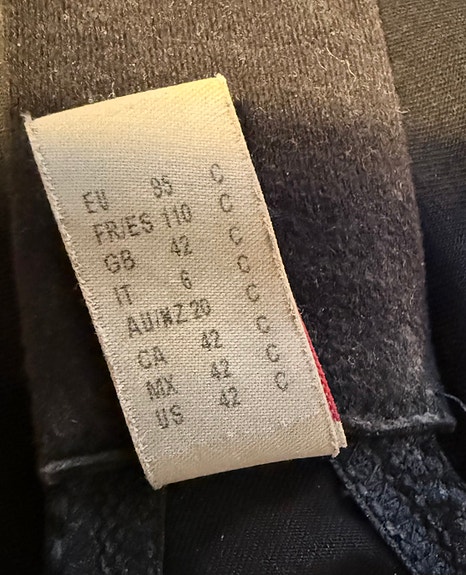 EU 95 C
FR/ES 110 C
GB 42 C
IT 6 C
AU/NZ 20 C
CA 42 C
MX 42 C
US 42 C